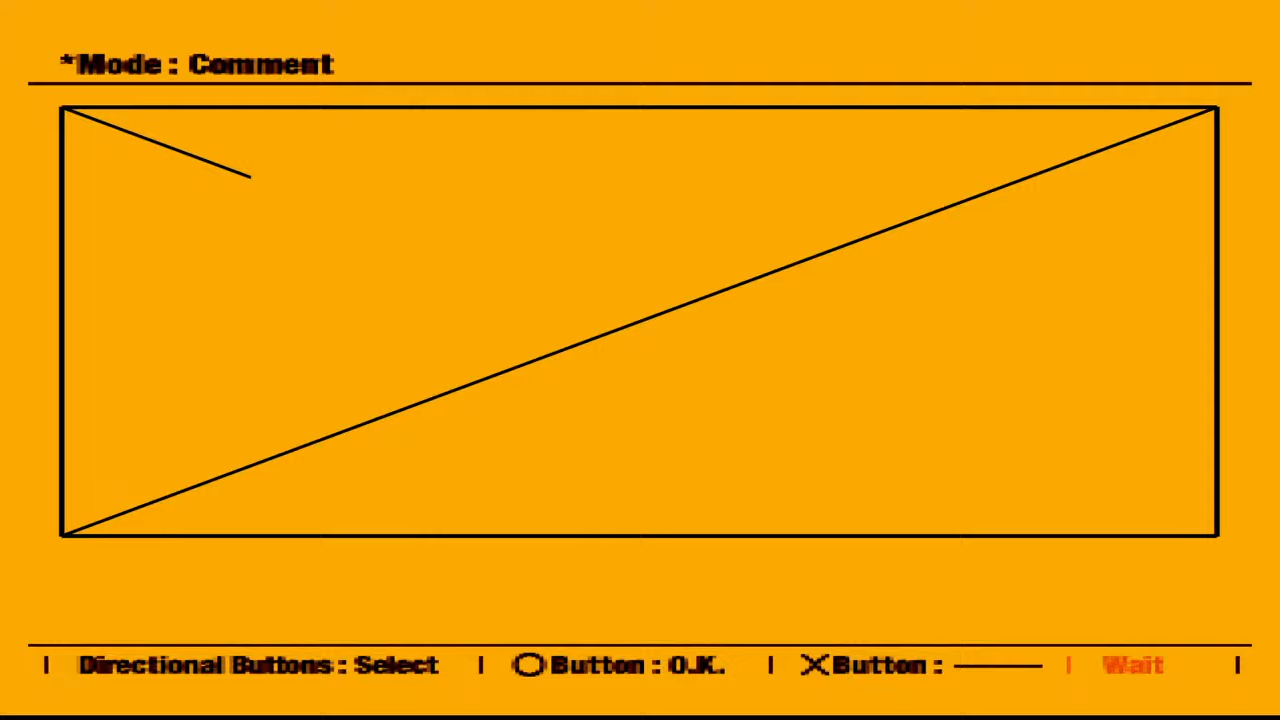 *Mode : Comment
Directional Buttons : Select | ○Button : O.K. | ×Button : —— | Wait